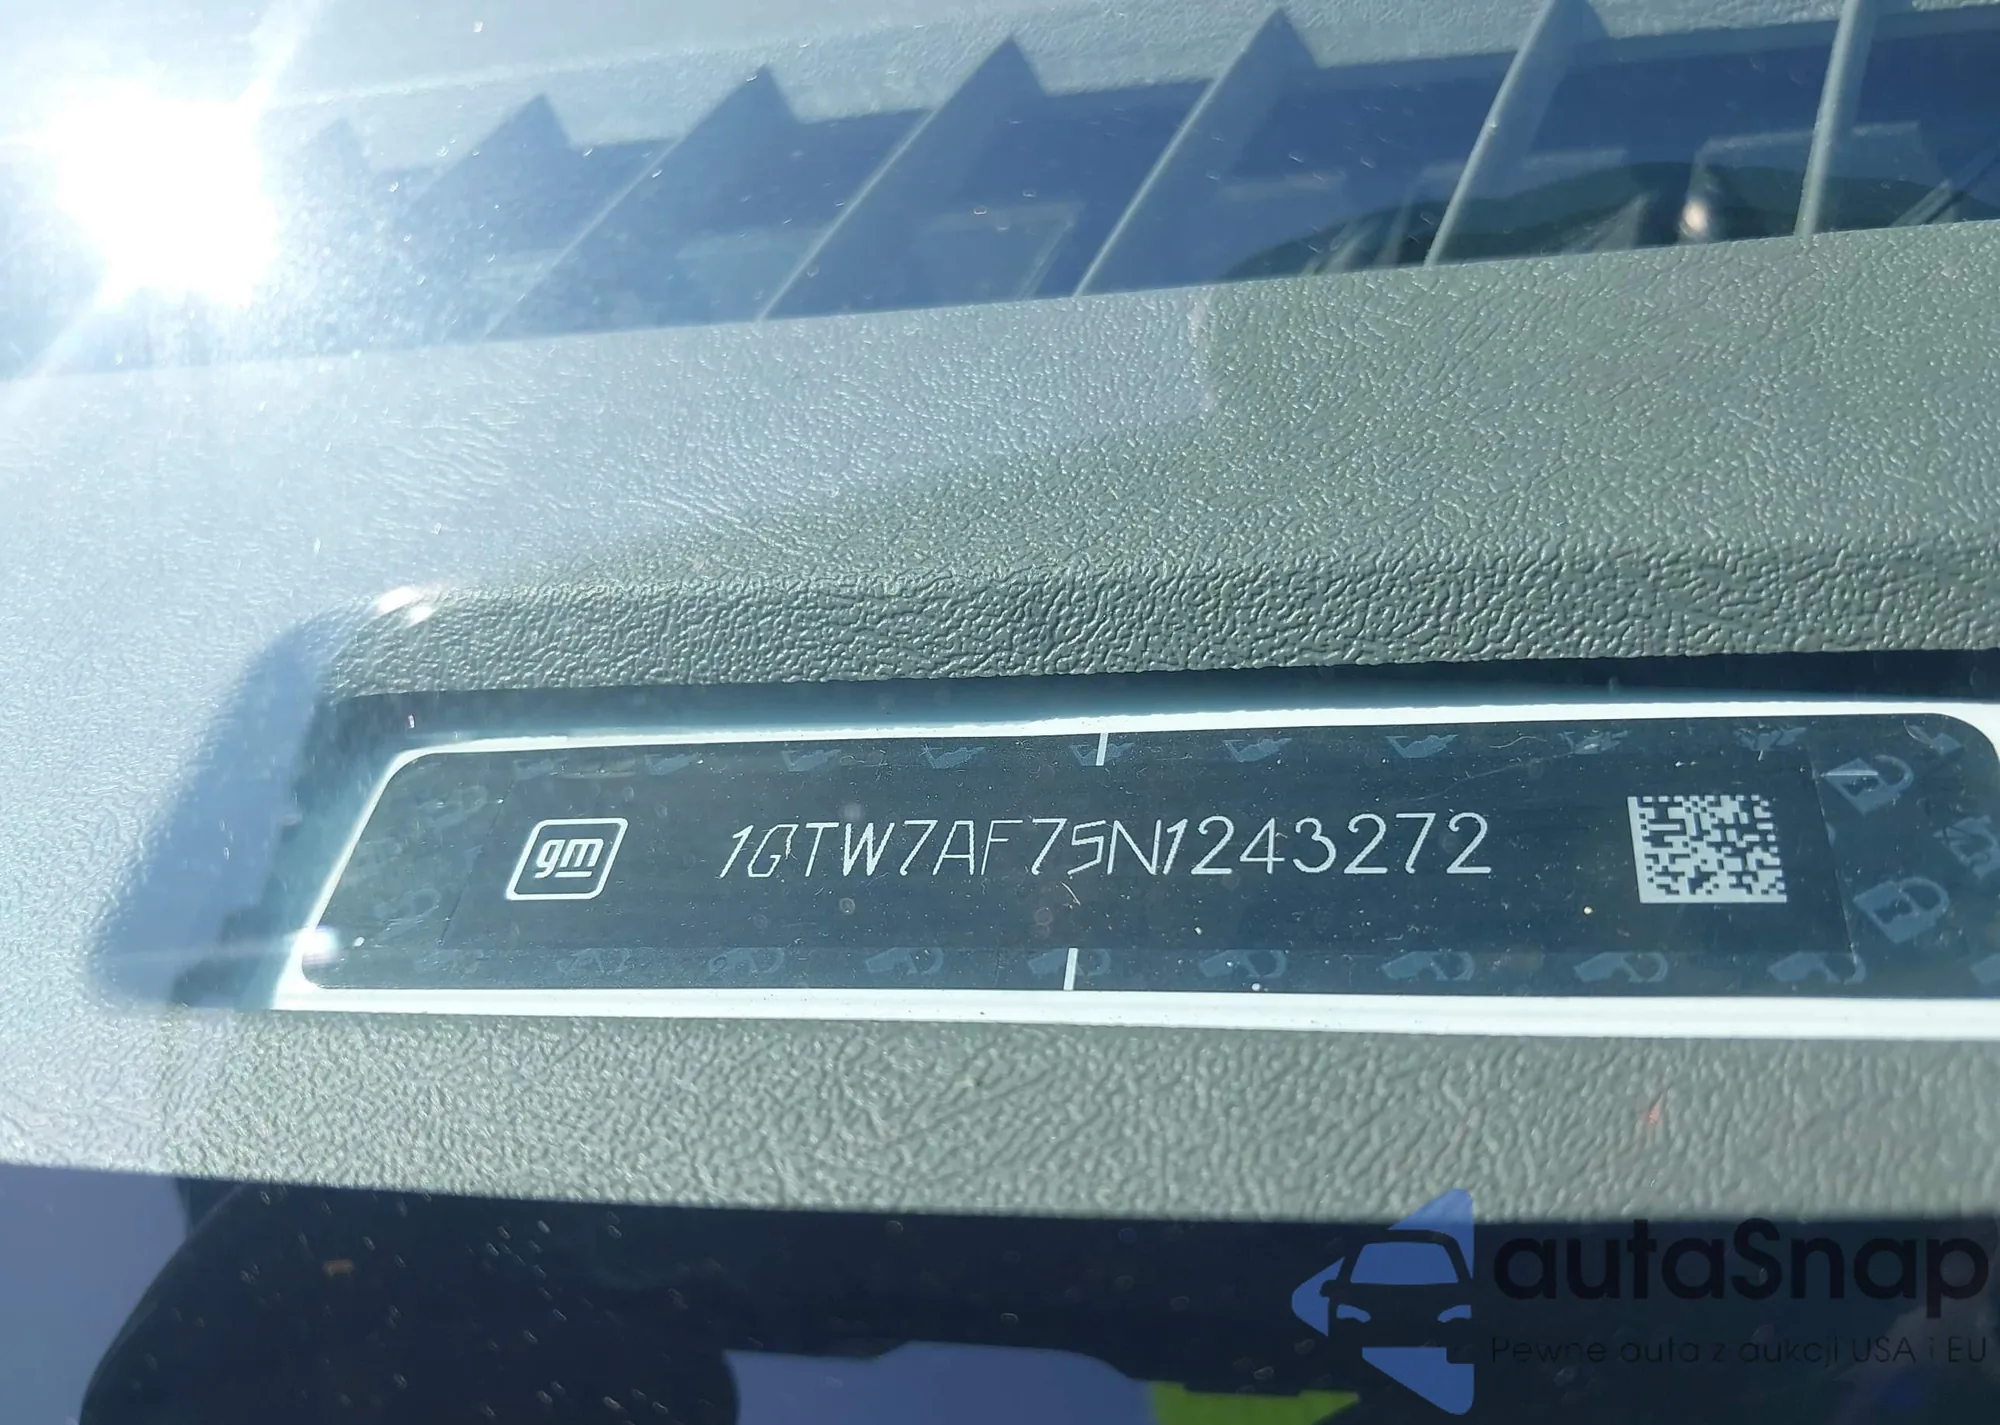 gm 1GTW7AF75N1243272
autaSnap
Pewne auta z aukcji USA i EU